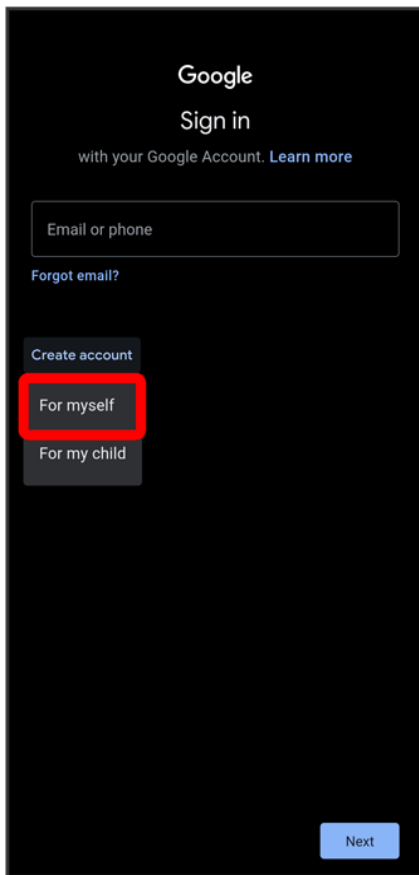 Google
Sign in
with your Google Account. Learn more
Email or phone
Forgot email?
Create account
For myself
For my child
Next